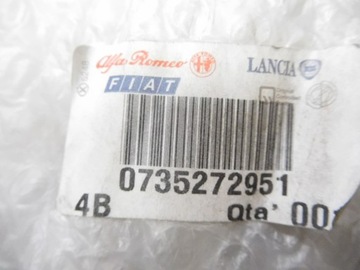 Alfa Romeo LANCIA
FIAT
0735272951
4B Qta' 00